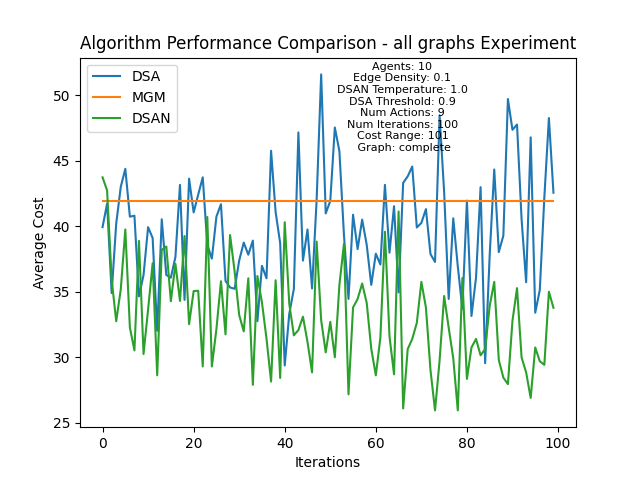 Algorithm Performance Comparison - all graphs Experiment
DSA
MGM
DSAN
Agents: 10
Edge Density: 0.1
DSAN Temperature: 1.0
DSA Threshold: 0.9
Num Actions: 9
Num Iterations: 100
Cost Range: 101
Graph: complete
Average Cost
50
45
40
35
30
25
0
20
40
60
80
100
Iterations